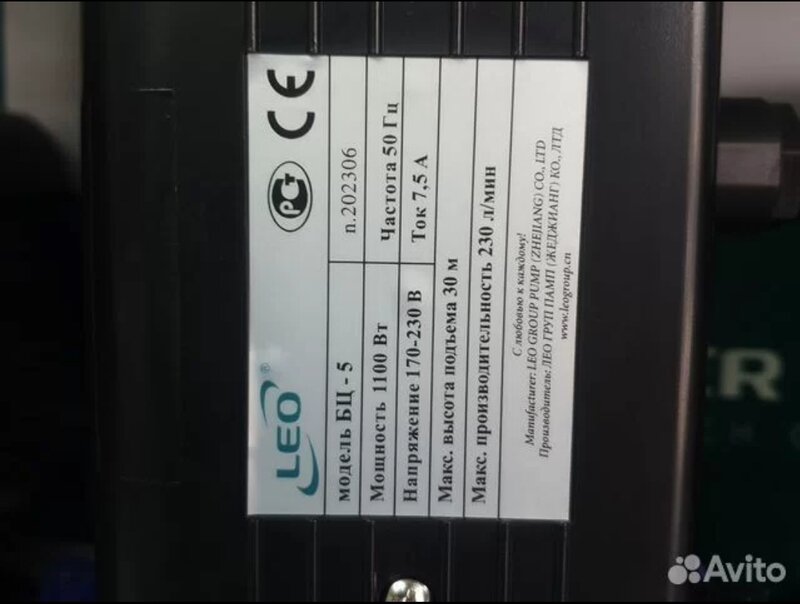 LEO®
РСТ
CE
модель БЦ - 5
n.202306
Мощность 1100 Вт
Частота 50 Гц
Напряжение 170-230 В
Ток 7,5 А
Макс. высота подъема 30 м
Макс. производительность 230 л/мин
С любовью к каждому!
Manufacturer: LEO GROUP PUMP (ZHEJIANG) CO., LTD
Производитель: ЛЕО ГРУП ПАМП (ЖЕДЖИАНГ) КО., ЛТД
www.leogroup.cn
ER
Avito